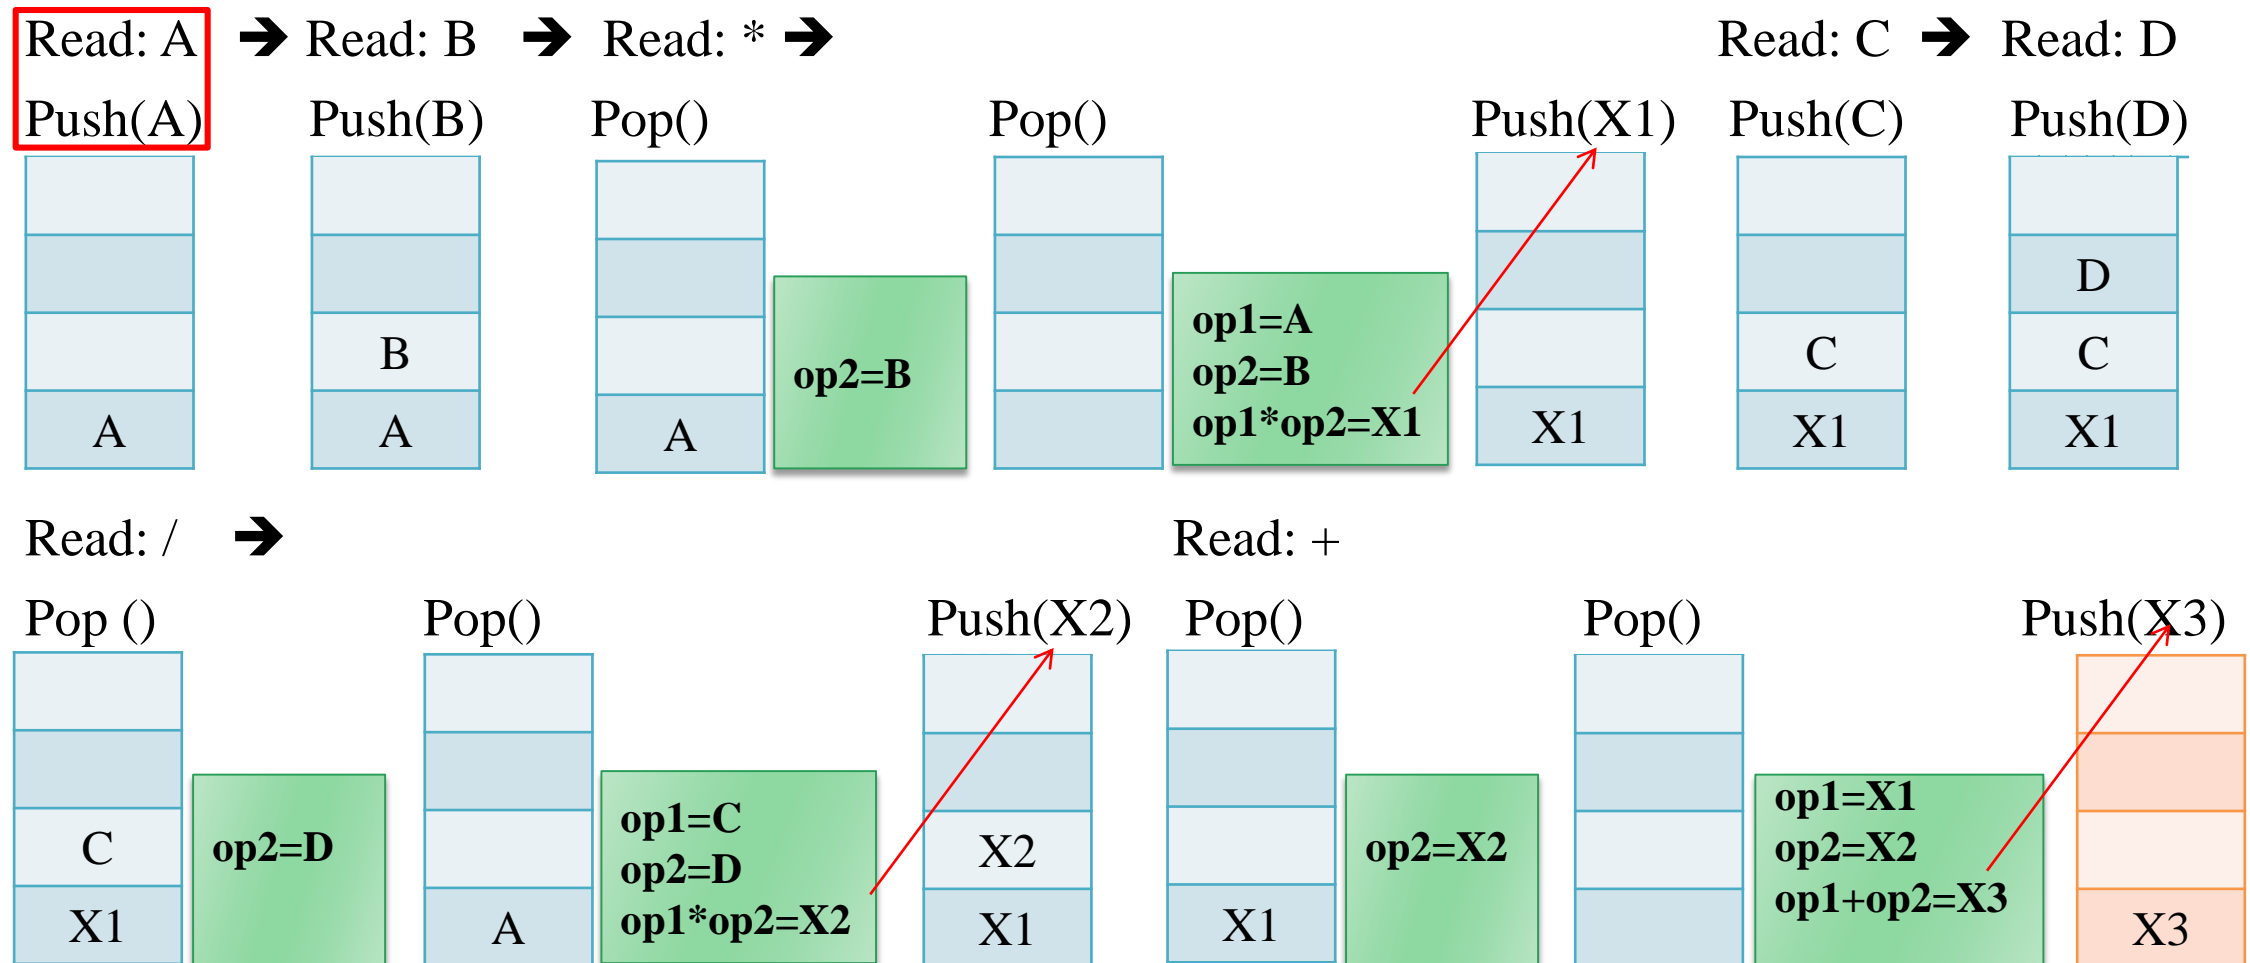 Read: A ➔ Read: B ➔ Read: * ➔ Read: C ➔ Read: D
Push(A) Push(B) Pop() Pop() Push(X1) Push(C) Push(D)
A
B
A
A
op2=B
op1=A
op2=B
op1*op2=X1
X1
C
X1
D
C
X1
Read: / ➔ Read: +
Pop () Pop() Push(X2) Pop() Pop() Push(X3)
C
X1
op2=D
A
op1=C
op2=D
op1*op2=X2
X2
X1
X1
op2=X2
op1=X1
op2=X2
op1+op2=X3
X3